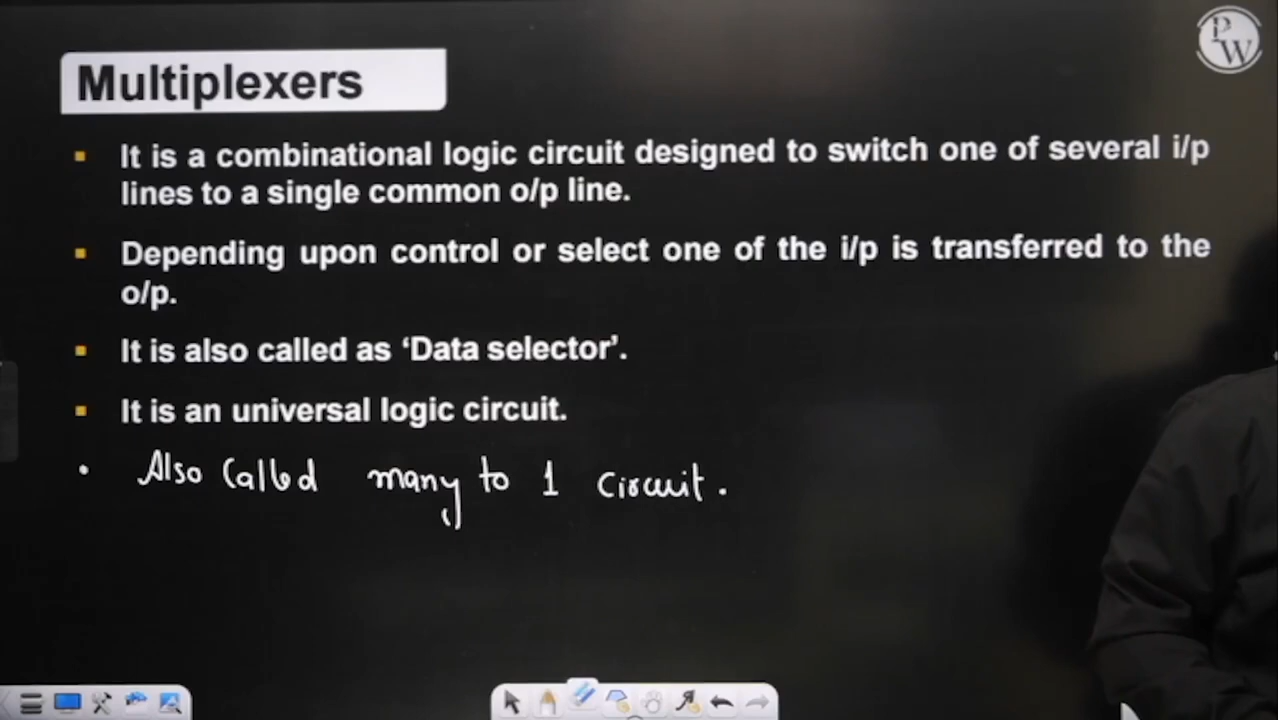 PW
Multiplexers
▪ It is a combinational logic circuit designed to switch one of several i/p
lines to a single common o/p line.
▪ Depending upon control or select one of the i/p is transferred to the
o/p.
▪ It is also called as ‘Data selector’.
▪ It is an universal logic circuit.
• Also Called many to 1 Circuit.